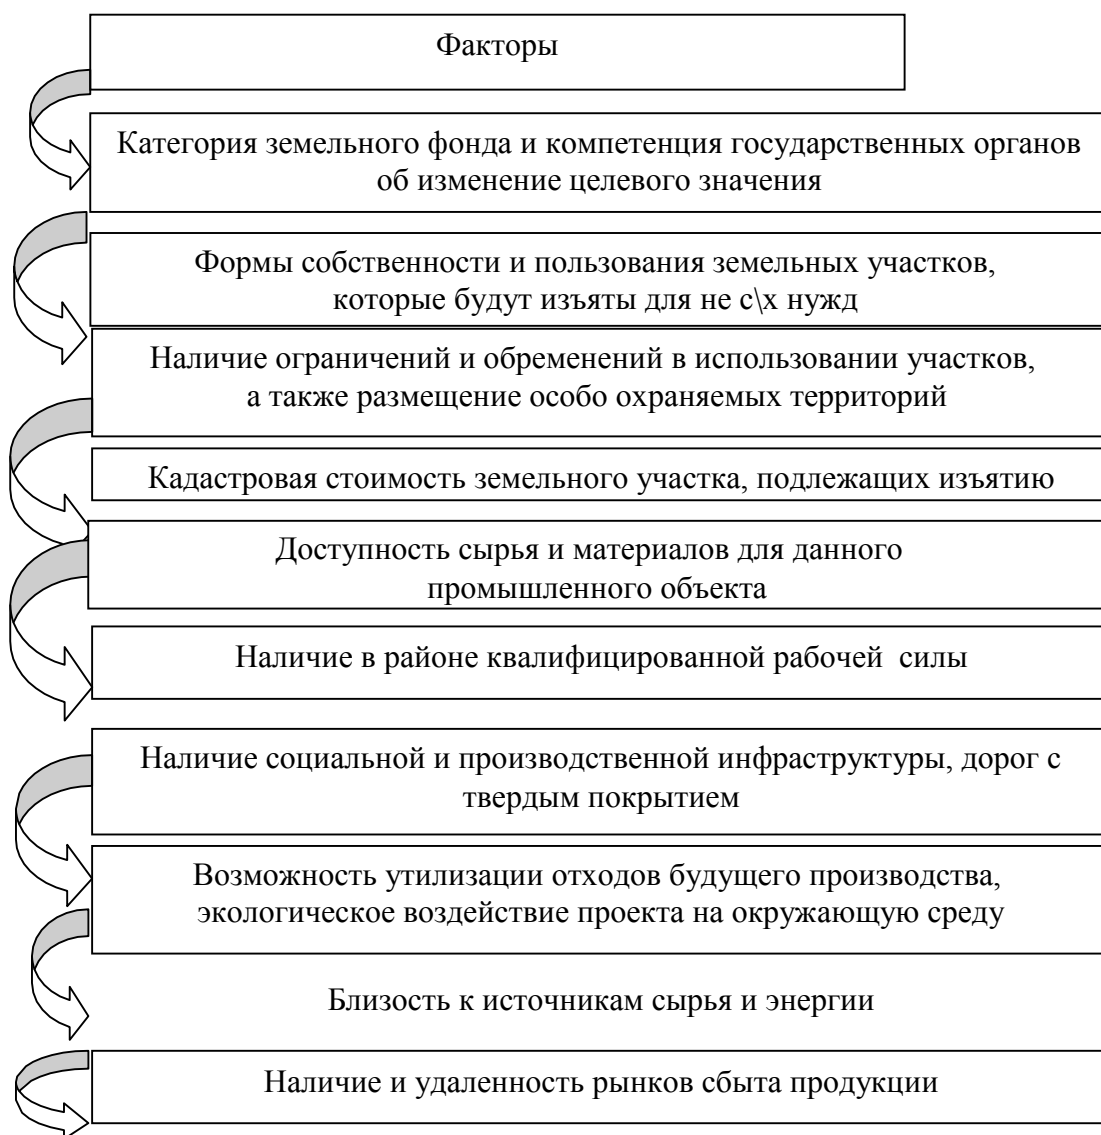 Факторы
Категория земельного фонда и компетенция государственных органов
об изменение целевого значения
Формы собственности и пользования земельных участков,
которые будут изъяты для не с\х нужд
Наличие ограничений и обременений в использовании участков,
а также размещение особо охраняемых территорий
Кадастровая стоимость земельного участка, подлежащих изъятию
Доступность сырья и материалов для данного
промышленного объекта
Наличие в районе квалифицированной рабочей силы
Наличие социальной и производственной инфраструктуры, дорог с
твердым покрытием
Возможность утилизации отходов будущего производства,
экологическое воздействие проекта на окружающую среду
Близость к источникам сырья и энергии
Наличие и удаленность рынков сбыта продукции